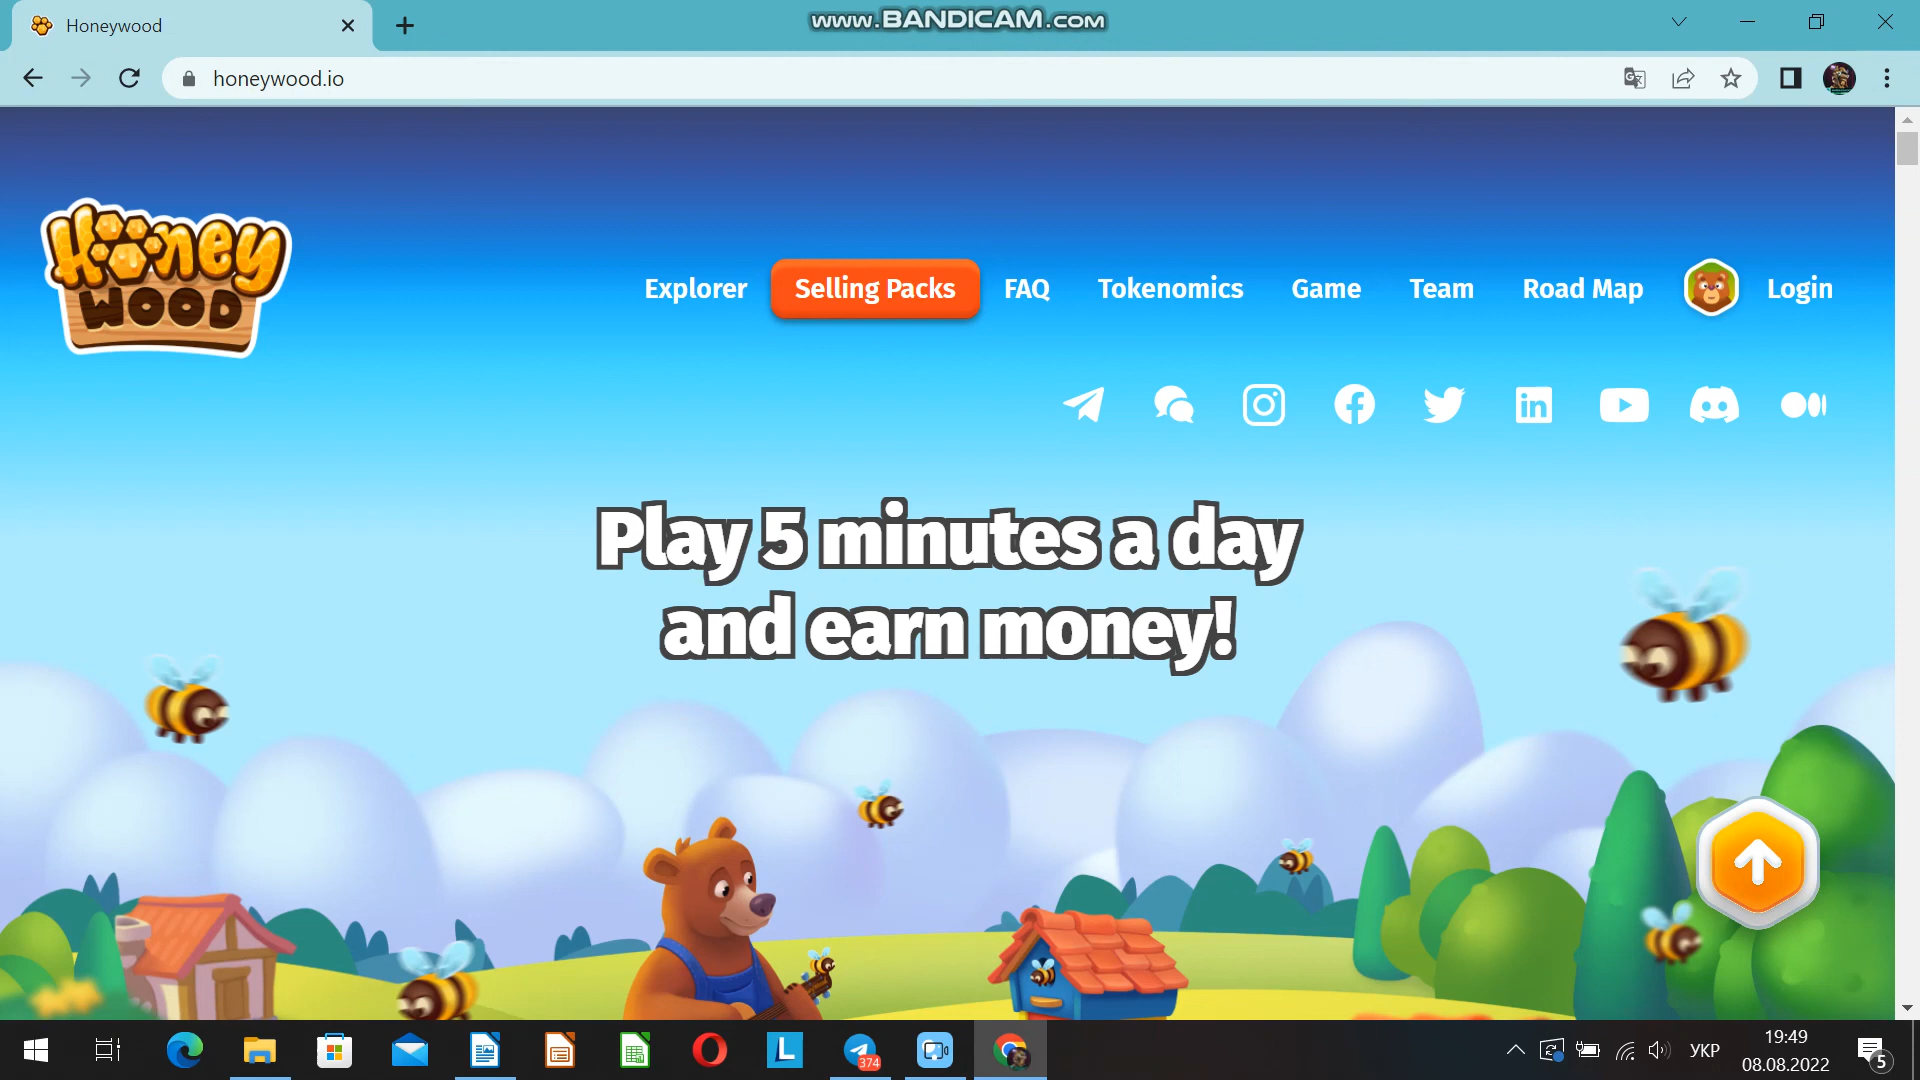 Honeywood
www.BANDICAM.com
honeywood.io
Honey
WOOD
Explorer
Selling Packs
FAQ
Tokenomics
Game
Team
Road Map
Login
Play 5 minutes a day
and earn money!
374
УКР
19:49
08.08.2022
5